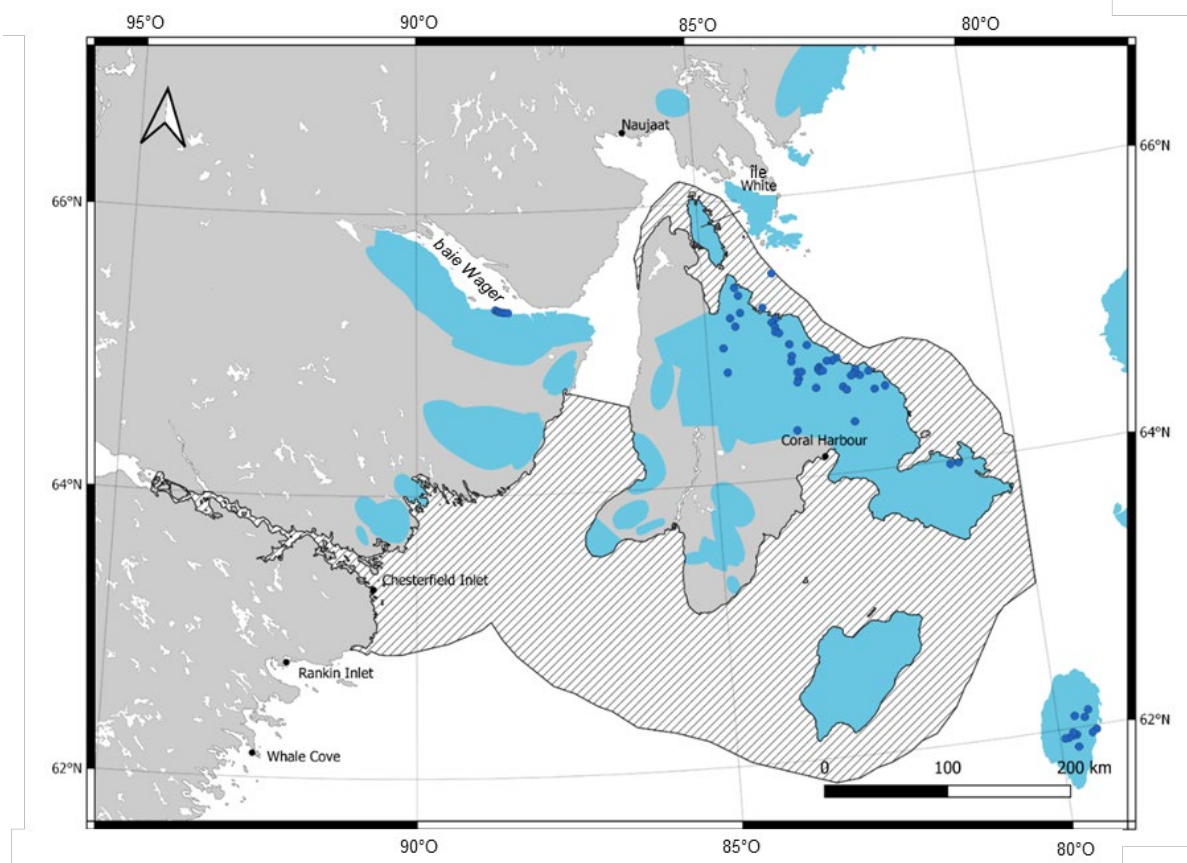 95°O 90°O 85°O 80°O
Naujaat
66°N
Île
White
66°N
baie Wager
64°N
Coral Harbour
64°N
Chesterfield Inlet
Rankin Inlet
62°N
Whale Cove
62°N
0 100 200 km
90°O 85°O 80°O